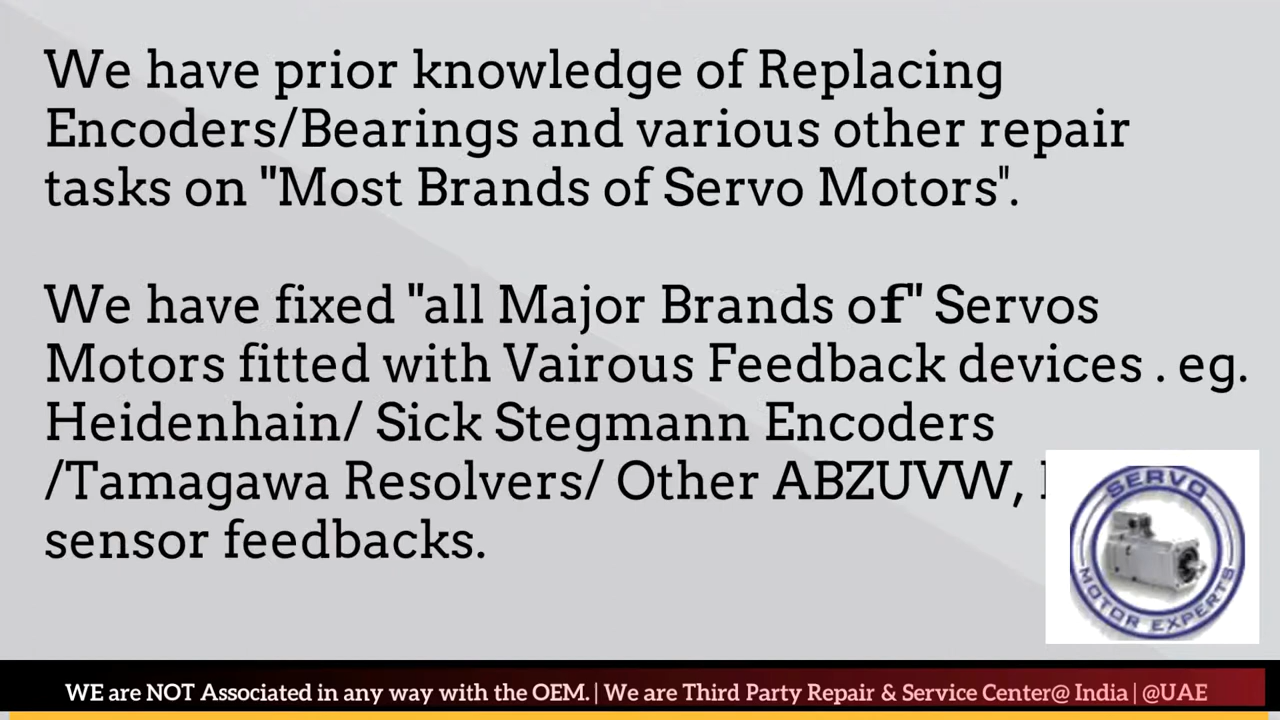 We have prior knowledge of Replacing
Encoders/Bearings and various other repair
tasks on "Most Brands of Servo Motors".
We have fixed "all Major Brands of" Servos
Motors fitted with Vairous Feedback devices . eg.
Heidenhain/ Sick Stegmann Encoders
/Tamagawa Resolvers/ Other ABZUVW,
sensor feedbacks.
SERVO
MOTOR EXPERTS
WE are NOT Associated in any way with the OEM. | We are Third Party Repair & Service Center@ India | @UAE